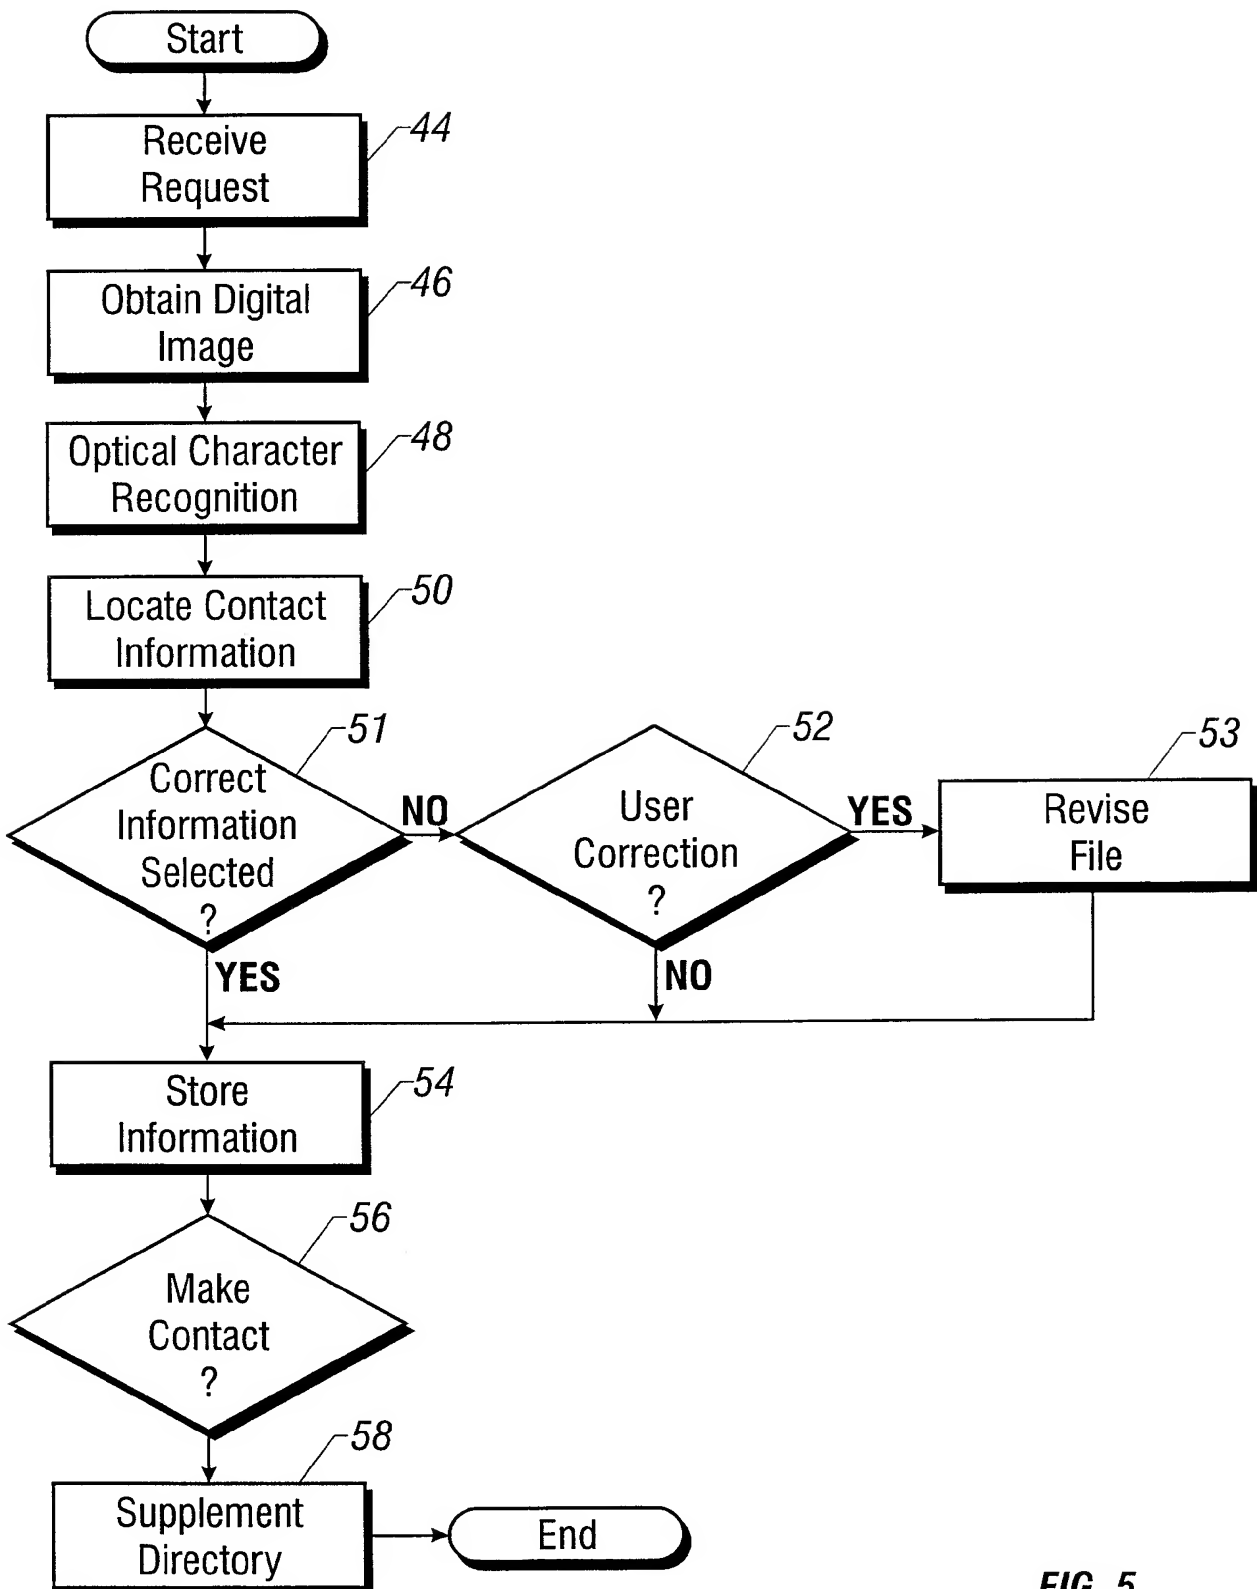 Start
44
Receive
Request
46
Obtain Digital
Image
48
Optical Character
Recognition
50
Locate Contact
Information
51
Correct
Information
Selected
?
NO
YES
52
User
Correction
?
YES
NO
53
Revise
File
54
Store
Information
56
Make
Contact
?
58
Supplement
Directory
End
FIG. 5